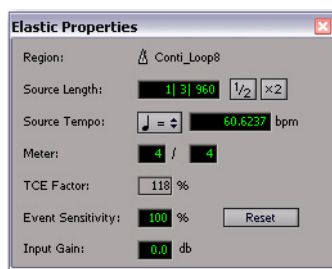 Elastic Properties
Region: Conti_Loop8
Source Length: 1| 3| 960 1/2 ×2
Source Tempo: = 60.6237 bpm
Meter: 4 / 4
TCE Factor: 118 %
Event Sensitivity: 100 % Reset
Input Gain: 0.0 db